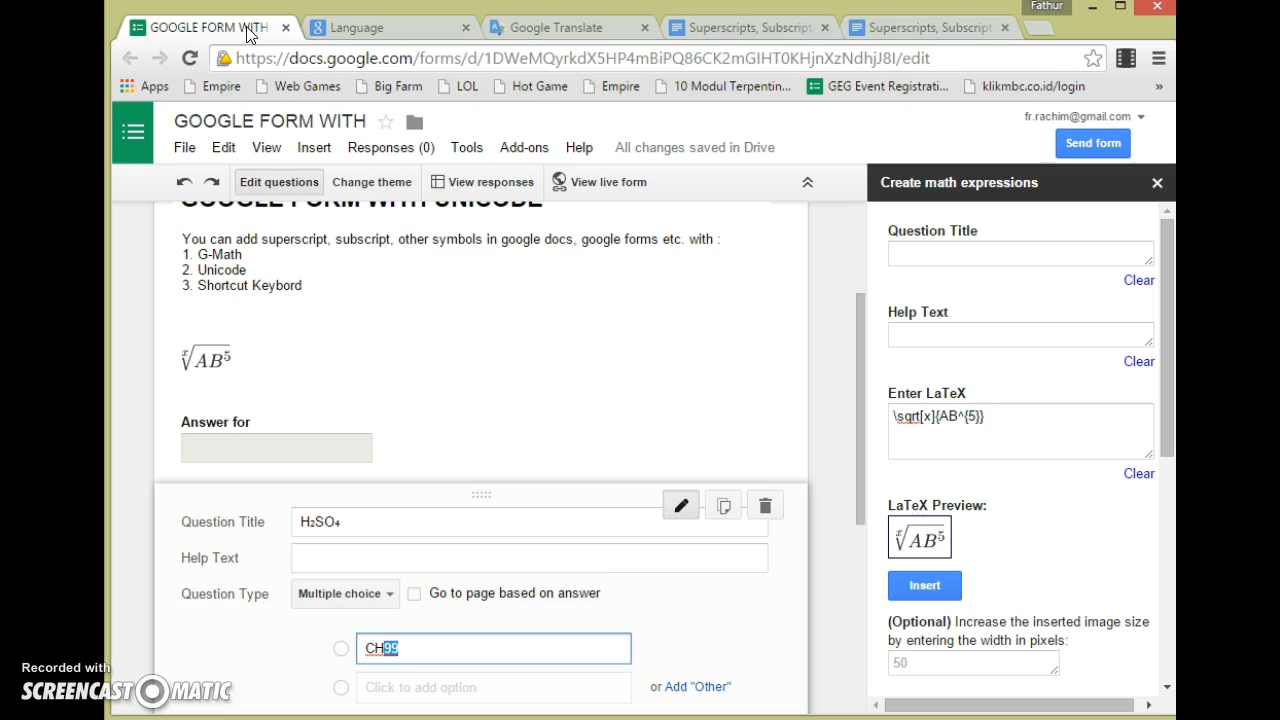 Fathur
GOOGLE FORM WITH
Language
Google Translate
Superscripts, Subscript
Superscripts, Subscript
https://docs.google.com/forms/d/1DWeMQyrkdX5HP4mBiPQ86CK2mGIHT0KHjnXzNdhjJ8I/edit
Apps
Empire
Web Games
Big Farm
LOL
Hot Game
Empire
10 Modul Terpentin...
GEG Event Registrati...
klikmbc.co.id/login
»
GOOGLE FORM WITH
fr.rachim@gmail.com
File Edit View Insert Responses (0) Tools Add-ons Help All changes saved in Drive
Send form
Edit questions
Change theme
View responses
View live form
Create math expressions
GOOGLE FORM WITH UNICODE
You can add superscript, subscript, other symbols in google docs, google forms etc. with :
1. G-Math
2. Unicode
3. Shortcut Keybord
ˣ√AB⁵
Answer for
Question Title
H₂SO₄
Help Text
Question Type
Multiple choice
Go to page based on answer
CH99
Click to add option
or Add "Other"
Question Title
Clear
Help Text
Clear
Enter LaTeX
\sqrt[x]{AB^{5}}
Clear
LaTeX Preview:
ˣ√AB⁵
Insert
(Optional) Increase the inserted image size
by entering the width in pixels:
50
Recorded with
SCREENCAST O MATIC